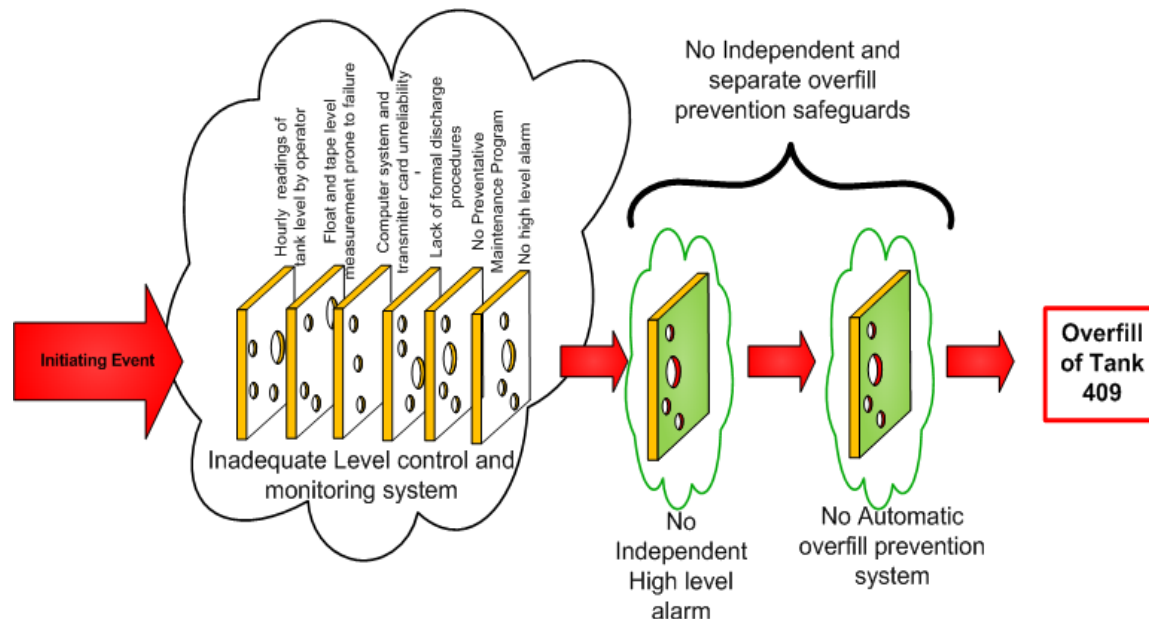 No Independent and
separate overfill
prevention safeguards
Hourly readings of
tank level by operator
Float and tape level
measurement prone to failure
Computer system and
transmitter card unreliability
Lack of formal discharge
procedures
No Preventative
Maintenance Program
No high level alarm
Initiating Event
Inadequate Level control and
monitoring system
No
Independent
High level
alarm
No Automatic
overfill prevention
system
Overfill
of Tank
409